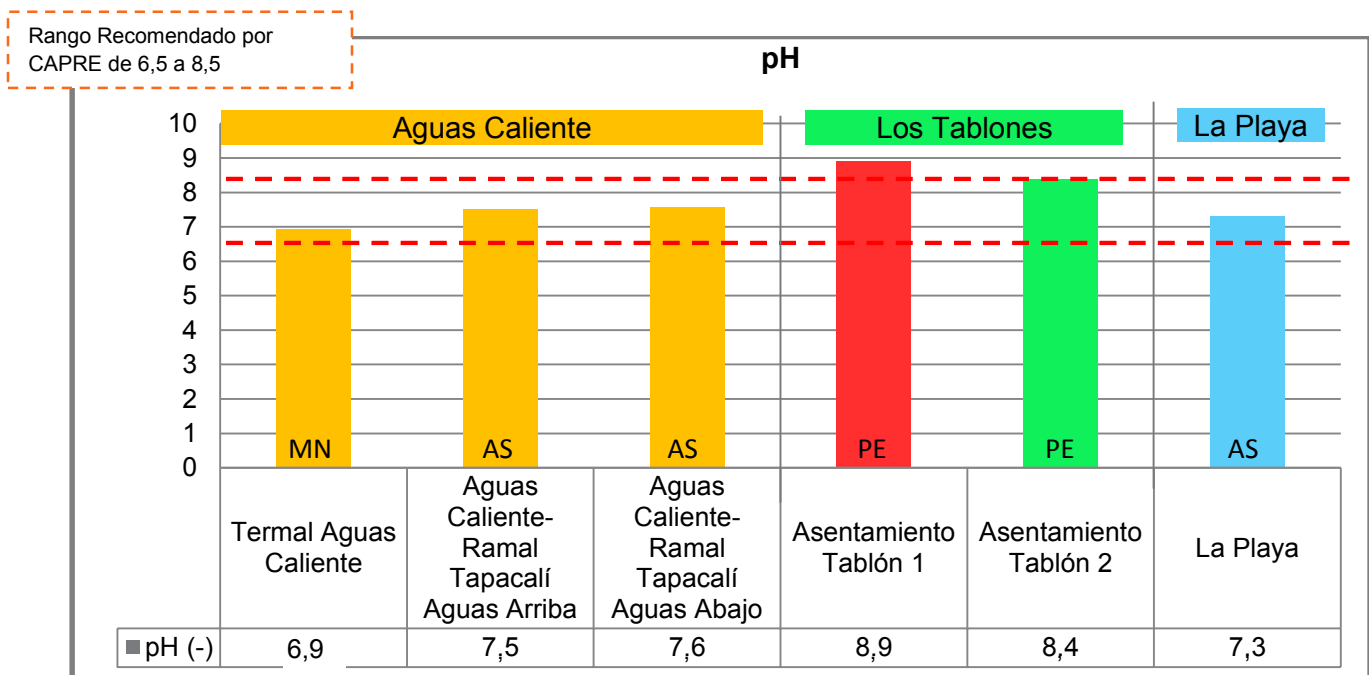 Rango Recomendado por
CAPRE de 6,5 a 8,5
pH
Aguas Caliente
Los Tablones
La Playa
10
9
8
7
6
5
4
3
2
1
0
MN
AS
AS
PE
PE
AS
Termal Aguas
Caliente
Aguas
Caliente-
Ramal
Tapacalí
Aguas Arriba
Aguas
Caliente-
Ramal
Tapacalí
Aguas Abajo
Asentamiento
Tablón 1
Asentamiento
Tablón 2
La Playa
pH (-) 6,9 7,5 7,6 8,9 8,4 7,3